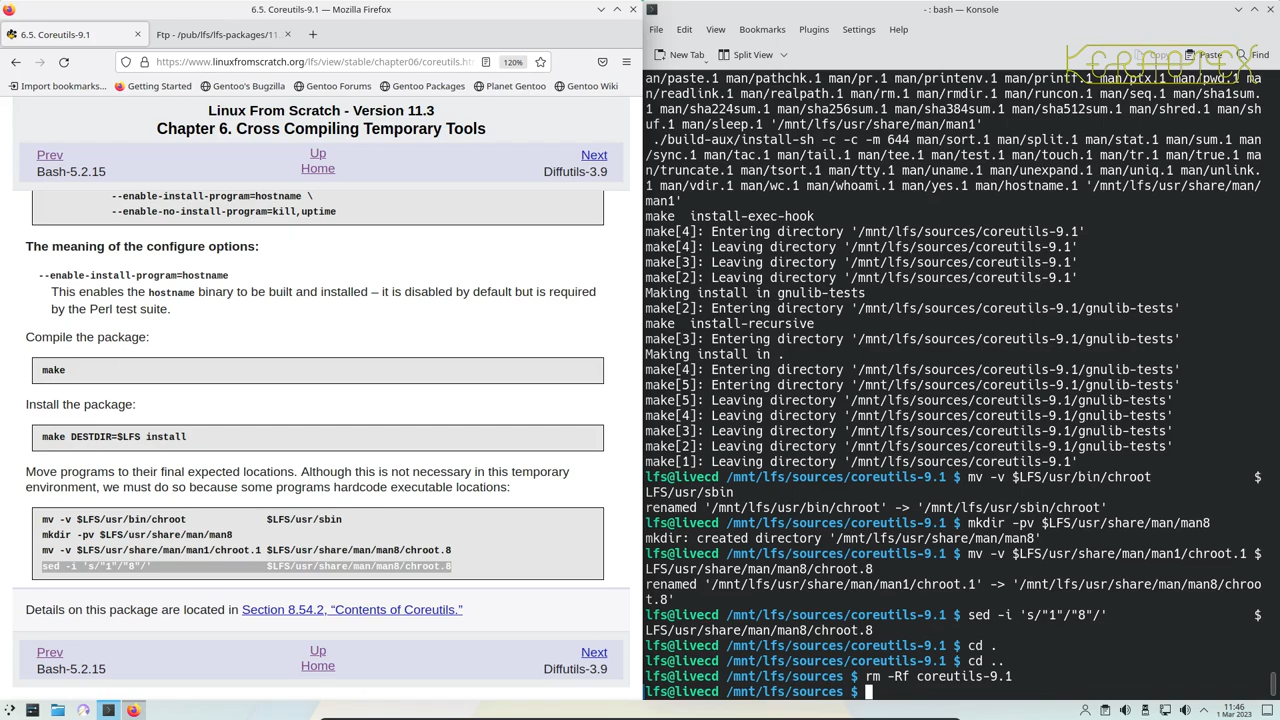 6.5. Coreutils-9.1 — Mozilla Firefox
6.5. Coreutils-9.1
Ftp - /pub/lfs/lfs-packages/11.
https://www.linuxfromscratch.org/lfs/view/stable/chapter06/coreutils.ht
120%
Import bookmarks... Getting Started Gentoo's Bugzilla Gentoo Forums Gentoo Packages Planet Gentoo Gentoo Wiki
Linux From Scratch - Version 11.3
Chapter 6. Cross Compiling Temporary Tools
Prev Up Next
Bash-5.2.15 Home Diffutils-3.9
--enable-install-program=hostname \
--enable-no-install-program=kill,uptime
The meaning of the configure options:
--enable-install-program=hostname
This enables the hostname binary to be built and installed – it is disabled by default but is required
by the Perl test suite.
Compile the package:
make
Install the package:
make DESTDIR=$LFS install
Move programs to their final expected locations. Although this is not necessary in this temporary
environment, we must do so because some programs hardcode executable locations:
mv -v $LFS/usr/bin/chroot $LFS/usr/sbin
mkdir -pv $LFS/usr/share/man/man8
mv -v $LFS/usr/share/man/man1/chroot.1 $LFS/usr/share/man/man8/chroot.8
sed -i 's/"1"/"8"/' $LFS/usr/share/man/man8/chroot.8
Details on this package are located in Section 8.54.2, “Contents of Coreutils.”
Prev Up Next
Bash-5.2.15 Home Diffutils-3.9
- : bash — Konsole
File Edit View Bookmarks Plugins Settings Help
New Tab Split View Copy Paste Find
an/paste.1 man/pathchk.1 man/pr.1 man/printenv.1 man/printf.1 man/ptx.1 man/pwd.1 m
an/readlink.1 man/realpath.1 man/rm.1 man/rmdir.1 man/runcon.1 man/seq.1 man/sha1sum.
1 man/sha224sum.1 man/sha256sum.1 man/sha384sum.1 man/sha512sum.1 man/shred.1 man/sh
uf.1 man/sleep.1 '/mnt/lfs/usr/share/man/man1'
./build-aux/install-sh -c -c -m 644 man/sort.1 man/split.1 man/stat.1 man/sum.1 man
/sync.1 man/tac.1 man/tail.1 man/tee.1 man/test.1 man/touch.1 man/tr.1 man/true.1 ma
n/truncate.1 man/tsort.1 man/tty.1 man/uname.1 man/unexpand.1 man/uniq.1 man/unlink.
1 man/vdir.1 man/wc.1 man/whoami.1 man/yes.1 man/hostname.1 '/mnt/lfs/usr/share/man/
man1'
make  install-exec-hook
make[4]: Entering directory '/mnt/lfs/sources/coreutils-9.1'
make[4]: Leaving directory '/mnt/lfs/sources/coreutils-9.1'
make[3]: Leaving directory '/mnt/lfs/sources/coreutils-9.1'
make[2]: Leaving directory '/mnt/lfs/sources/coreutils-9.1'
Making install in gnulib-tests
make[2]: Entering directory '/mnt/lfs/sources/coreutils-9.1/gnulib-tests'
make  install-recursive
make[3]: Entering directory '/mnt/lfs/sources/coreutils-9.1/gnulib-tests'
Making install in .
make[4]: Entering directory '/mnt/lfs/sources/coreutils-9.1/gnulib-tests'
make[5]: Entering directory '/mnt/lfs/sources/coreutils-9.1/gnulib-tests'
make[5]: Leaving directory '/mnt/lfs/sources/coreutils-9.1/gnulib-tests'
make[4]: Leaving directory '/mnt/lfs/sources/coreutils-9.1/gnulib-tests'
make[3]: Leaving directory '/mnt/lfs/sources/coreutils-9.1/gnulib-tests'
make[2]: Leaving directory '/mnt/lfs/sources/coreutils-9.1/gnulib-tests'
make[1]: Leaving directory '/mnt/lfs/sources/coreutils-9.1'
lfs@livecd /mnt/lfs/sources/coreutils-9.1 $ mv -v $LFS/usr/bin/chroot $
LFS/usr/sbin
renamed '/mnt/lfs/usr/bin/chroot' -> '/mnt/lfs/usr/sbin/chroot'
lfs@livecd /mnt/lfs/sources/coreutils-9.1 $ mkdir -pv $LFS/usr/share/man/man8
mkdir: created directory '/mnt/lfs/usr/share/man/man8'
lfs@livecd /mnt/lfs/sources/coreutils-9.1 $ mv -v $LFS/usr/share/man/man1/chroot.1 $
LFS/usr/share/man/man8/chroot.8
renamed '/mnt/lfs/usr/share/man/man1/chroot.1' -> '/mnt/lfs/usr/share/man/man8/chroo
t.8'
lfs@livecd /mnt/lfs/sources/coreutils-9.1 $ sed -i 's/"1"/"8"/' $
LFS/usr/share/man/man8/chroot.8
lfs@livecd /mnt/lfs/sources/coreutils-9.1 $ cd .
lfs@livecd /mnt/lfs/sources/coreutils-9.1 $ cd ..
lfs@livecd /mnt/lfs/sources $ rm -Rf coreutils-9.1
lfs@livecd /mnt/lfs/sources $
11:46
1 Mar 2023